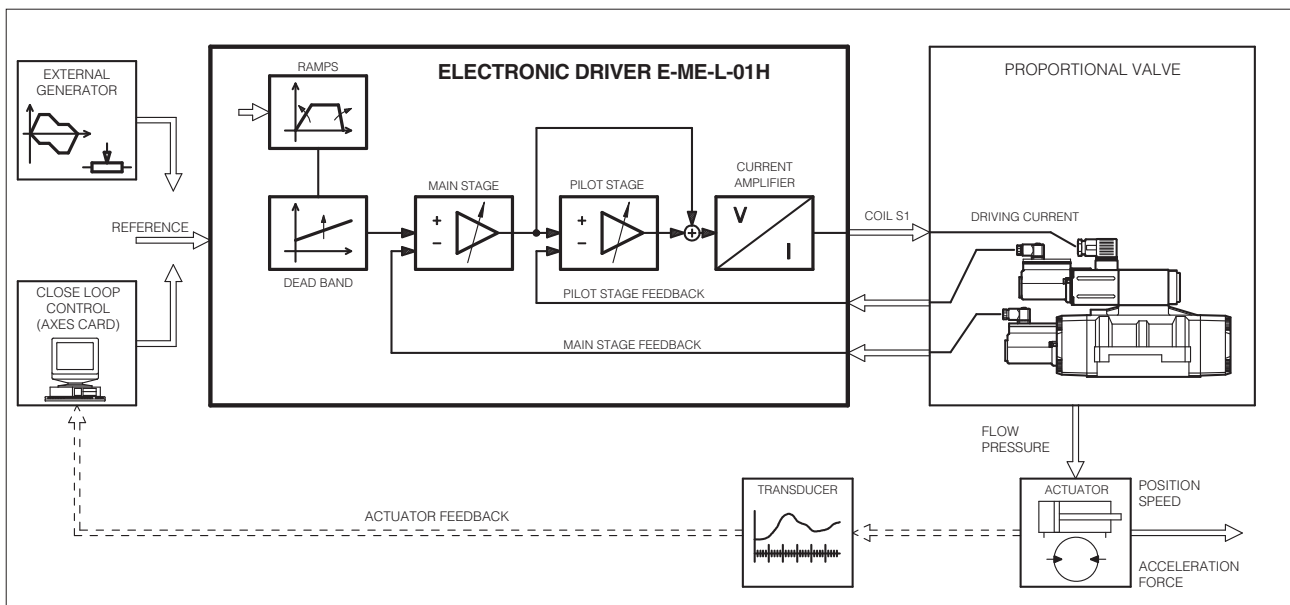 EXTERNAL
GENERATOR
REFERENCE
CLOSE LOOP
CONTROL
(AXES CARD)
ELECTRONIC DRIVER E-ME-L-01H
RAMPS
DEAD BAND
MAIN STAGE
+
-
PILOT STAGE
+
-
+
CURRENT
AMPLIFIER
V
I
PILOT STAGE FEEDBACK
MAIN STAGE FEEDBACK
COIL S1
PROPORTIONAL VALVE
DRIVING CURRENT
FLOW
PRESSURE
ACTUATOR
POSITION
SPEED
ACCELERATION
FORCE
TRANSDUCER
ACTUATOR FEEDBACK